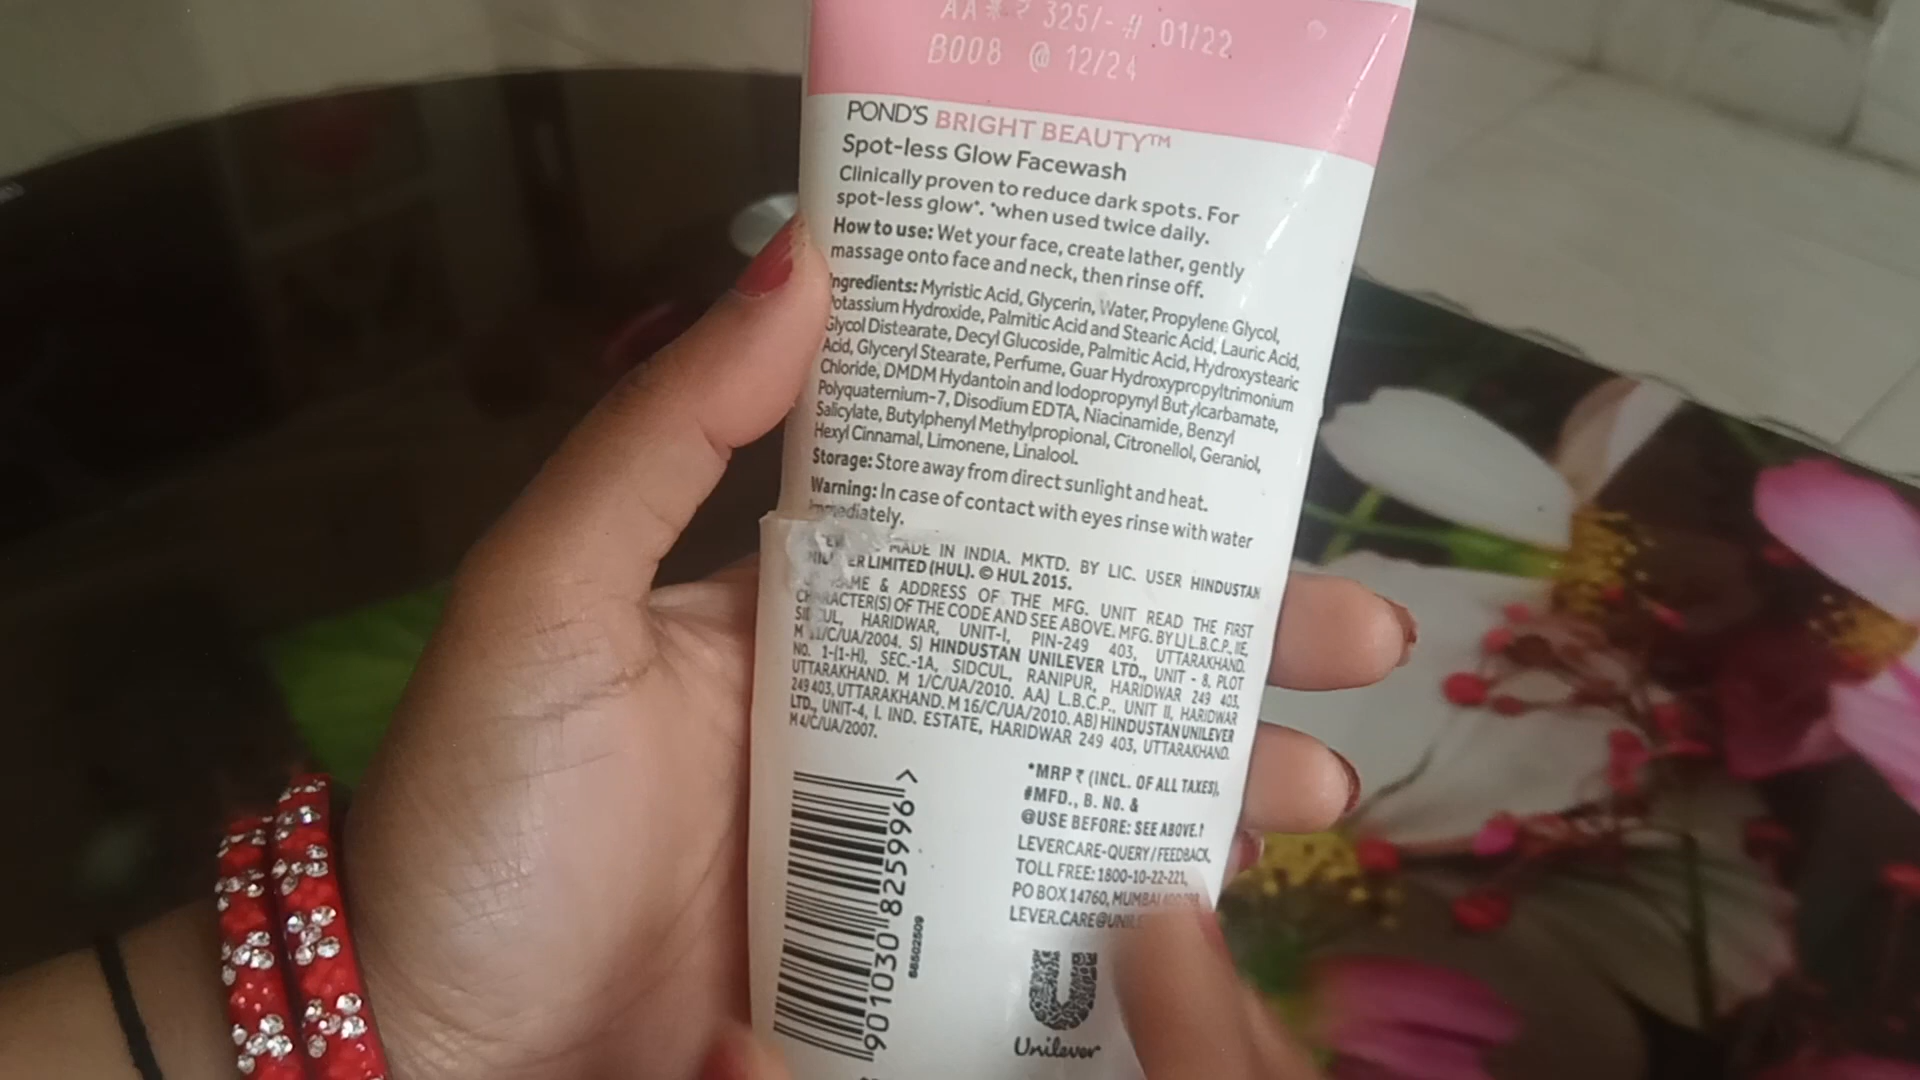 AA*₹ 325/- # 01/22
B008 @ 12/24
POND'S BRIGHT BEAUTY™
Spot-less Glow Facewash
Clinically proven to reduce dark spots. For
spot-less glow*. *when used twice daily.
How to use: Wet your face, create lather, gently
massage onto face and neck, then rinse off.
Ingredients: Myristic Acid, Glycerin, Water, Propylene Glycol,
Potassium Hydroxide, Palmitic Acid and Stearic Acid, Lauric Acid,
Glycol Distearate, Decyl Glucoside, Palmitic Acid, Hydroxystearic
Acid, Glyceryl Stearate, Perfume, Guar Hydroxypropyltrimonium
Chloride, DMDM Hydantoin and Iodopropynyl Butylcarbamate,
Polyquaternium-7, Disodium EDTA, Niacinamide, Benzyl
Salicylate, Butylphenyl Methylpropional, Citronellol, Geraniol,
Hexyl Cinnamal, Limonene, Linalool.
Storage: Store away from direct sunlight and heat.
Warning: In case of contact with eyes rinse with water
immediately.
MADE IN INDIA. MKTD. BY LIC. USER HINDUSTAN
LIMITED (HUL). © HUL 2015.
& ADDRESS OF THE MFG. UNIT READ THE FIRST
CHARACTER(S) OF THE CODE AND SEE ABOVE. MFG. BY L) L.B.C.P., IIE,
HARIDWAR, UNIT-I, PIN-249 403, UTTARAKHAND.
M 11/C/UA/2004. S) HINDUSTAN UNILEVER LTD., UNIT - 8, PLOT
NO. 1-(1-H), SEC.-1A, SIDCUL, RANIPUR, HARIDWAR 249 403,
UTTARAKHAND. M 1/C/UA/2010. AA) L.B.C.P., UNIT II, HARIDWAR
249 403, UTTARAKHAND. M 16/C/UA/2010. AB) HINDUSTAN UNILEVER
LTD., UNIT-4, I. IND. ESTATE, HARIDWAR 249 403, UTTARAKHAND.
M 4/C/UA/2007.
*MRP ₹ (INCL. OF ALL TAXES),
#MFD., B. No. &
@USE BEFORE: SEE ABOVE.↑
LEVERCARE-QUERY/FEEDBACK,
TOLL FREE: 1800-10-22-221,
PO BOX 14760, MUMBAI
LEVER.CARE@
8901030 825996 >
68502509
Unilever